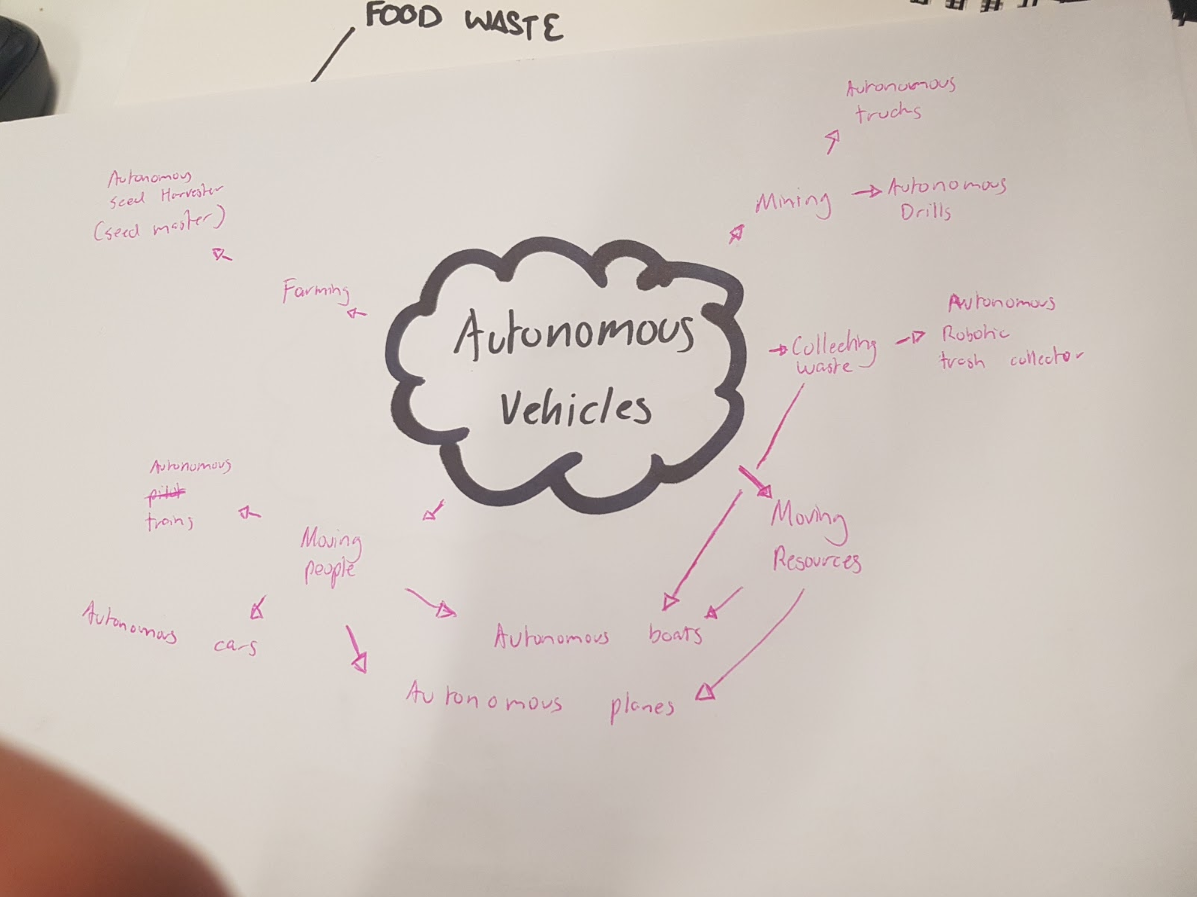 FOOD WASTE
Autonomous
trucks
Mining
Autonomous
Drills
Autonomous
seed Harvester
(seed master)
Farming
Autonomous
Vehicles
Collecting
waste
Autonomous
Robotic
trash collector
Moving
Resources
Autonomous
trains
Moving
people
Autonomous cars
Autonomous boats
Autonomous planes